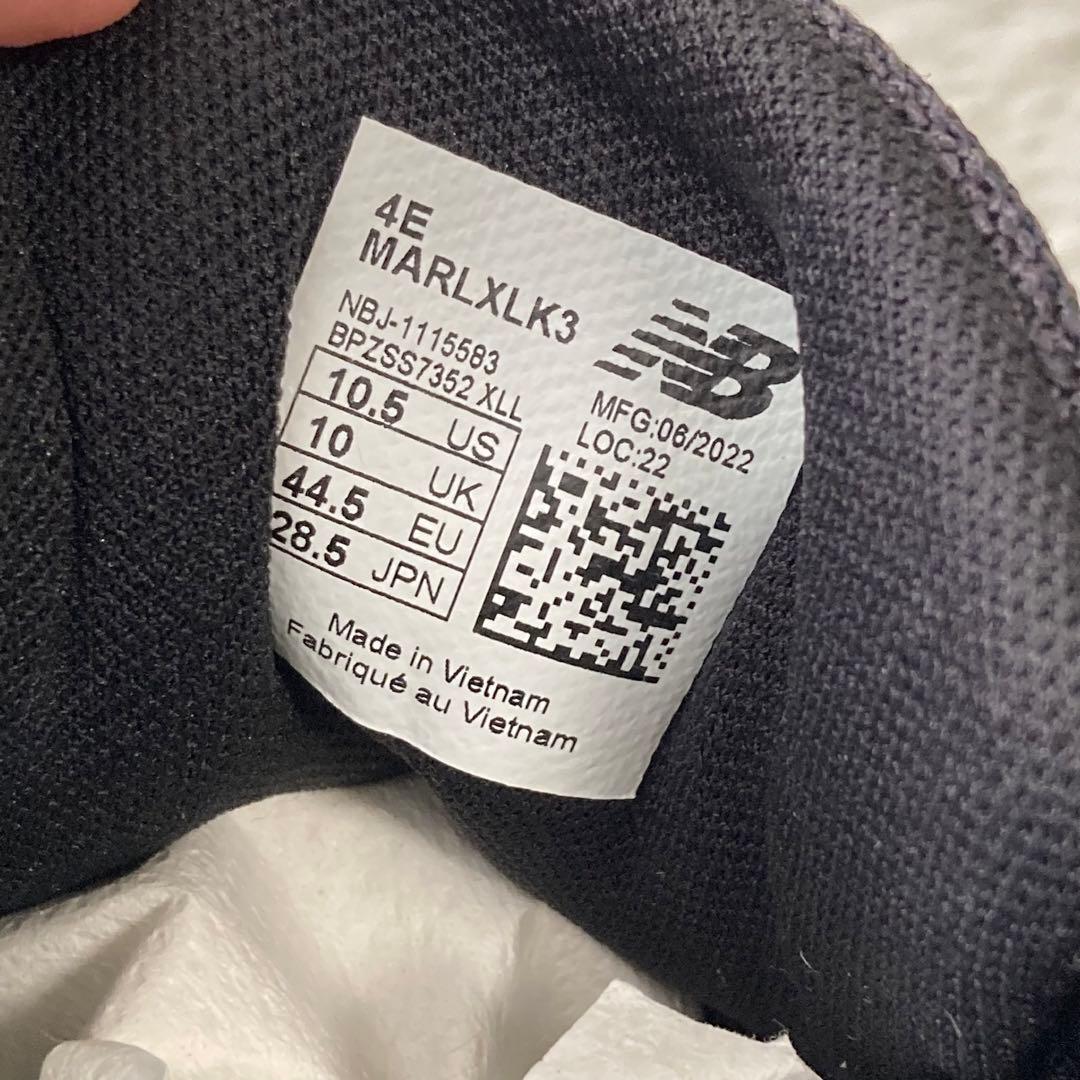 4E
MARLXLK3
NBJ-1115583
BPZSS7352 XLL
10.5 US
10 UK
44.5 EU
28.5 JPN
NB
MFG:06/2022
LOC:22
Made in Vietnam
Fabriqué au Vietnam